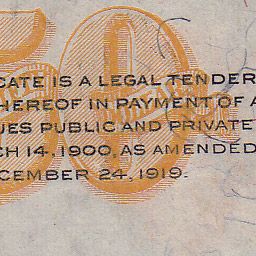 CATE IS A LEGAL TENDER
HEREOF IN PAYMENT OF A
UES PUBLIC AND PRIVATE
CH 14, 1900, AS AMENDED
CEMBER 24, 1919.